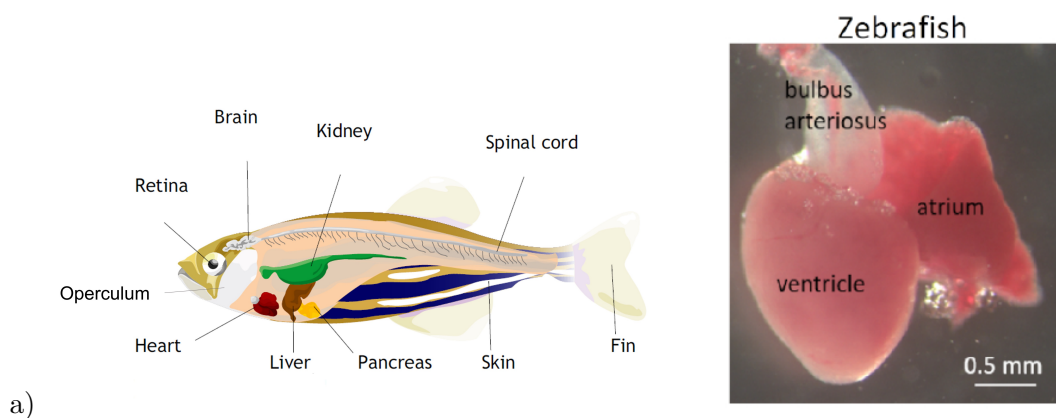 Zebrafish
Brain
Kidney
Spinal cord
Retina
Operculum
Heart
Liver
Pancreas
Skin
Fin
bulbus
arteriosus
atrium
ventricle
0.5 mm
a)